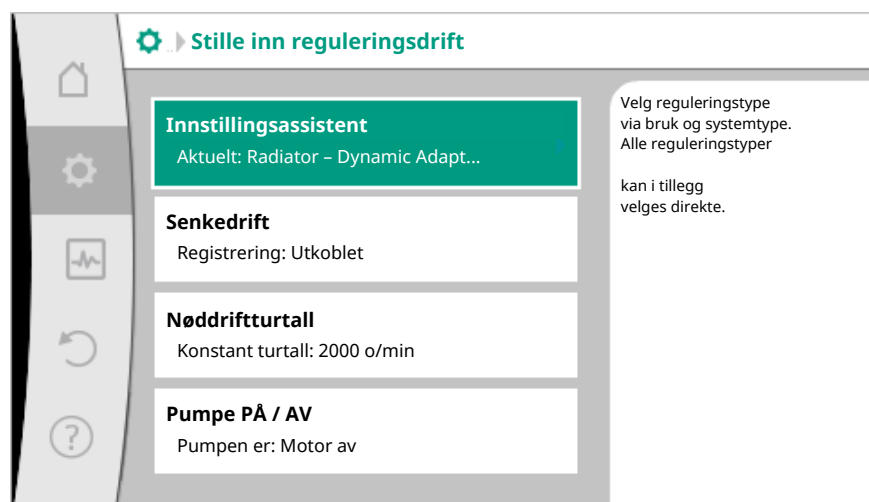 Stille inn reguleringsdrift
Innstillingsassistent
Aktuelt: Radiator – Dynamic Adapt...
Senkedrift
Registrering: Utkoblet
Nøddriftturtall
Konstant turtall: 2000 o/min
Pumpe PÅ / AV
Pumpen er: Motor av
Velg reguleringstype
via bruk og systemtype.
Alle reguleringstyper
kan i tillegg
velges direkte.
?